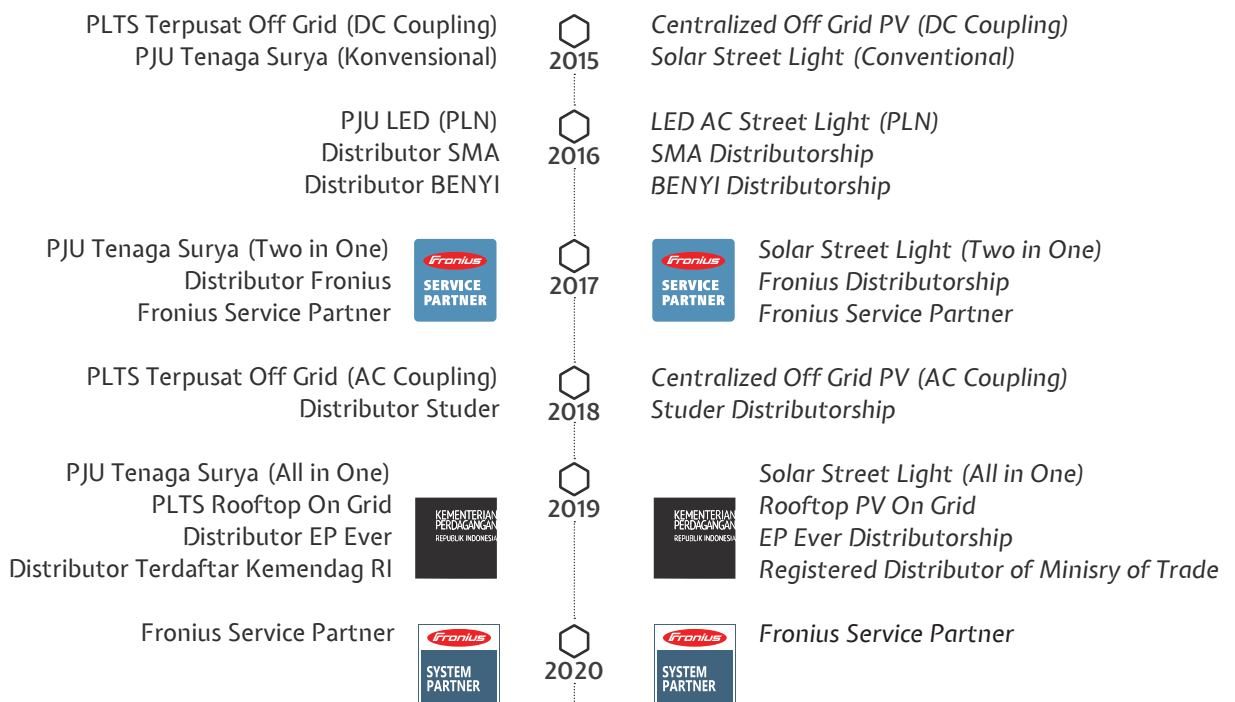 PLTS Terpusat Off Grid (DC Coupling)
PJU Tenaga Surya (Konvensional)
2015
Centralized Off Grid PV (DC Coupling)
Solar Street Light (Conventional)
PJU LED (PLN)
Distributor SMA
Distributor BENYI
2016
LED AC Street Light (PLN)
SMA Distributorship
BENYI Distributorship
PJU Tenaga Surya (Two in One)
Distributor Fronius
Fronius Service Partner
Fronius
SERVICE
PARTNER
2017
Fronius
SERVICE
PARTNER
Solar Street Light (Two in One)
Fronius Distributorship
Fronius Service Partner
PLTS Terpusat Off Grid (AC Coupling)
Distributor Studer
2018
Centralized Off Grid PV (AC Coupling)
Studer Distributorship
PJU Tenaga Surya (All in One)
PLTS Rooftop On Grid
Distributor EP Ever
Distributor Terdaftar Kemendag RI
KEMENTERIAN
PERDAGANGAN
REPUBLIK INDONESIA
2019
KEMENTERIAN
PERDAGANGAN
REPUBLIK INDONESIA
Solar Street Light (All in One)
Rooftop PV On Grid
EP Ever Distributorship
Registered Distributor of Minisry of Trade
Fronius Service Partner
Fronius
SYSTEM
PARTNER
2020
Fronius
SYSTEM
PARTNER
Fronius Service Partner